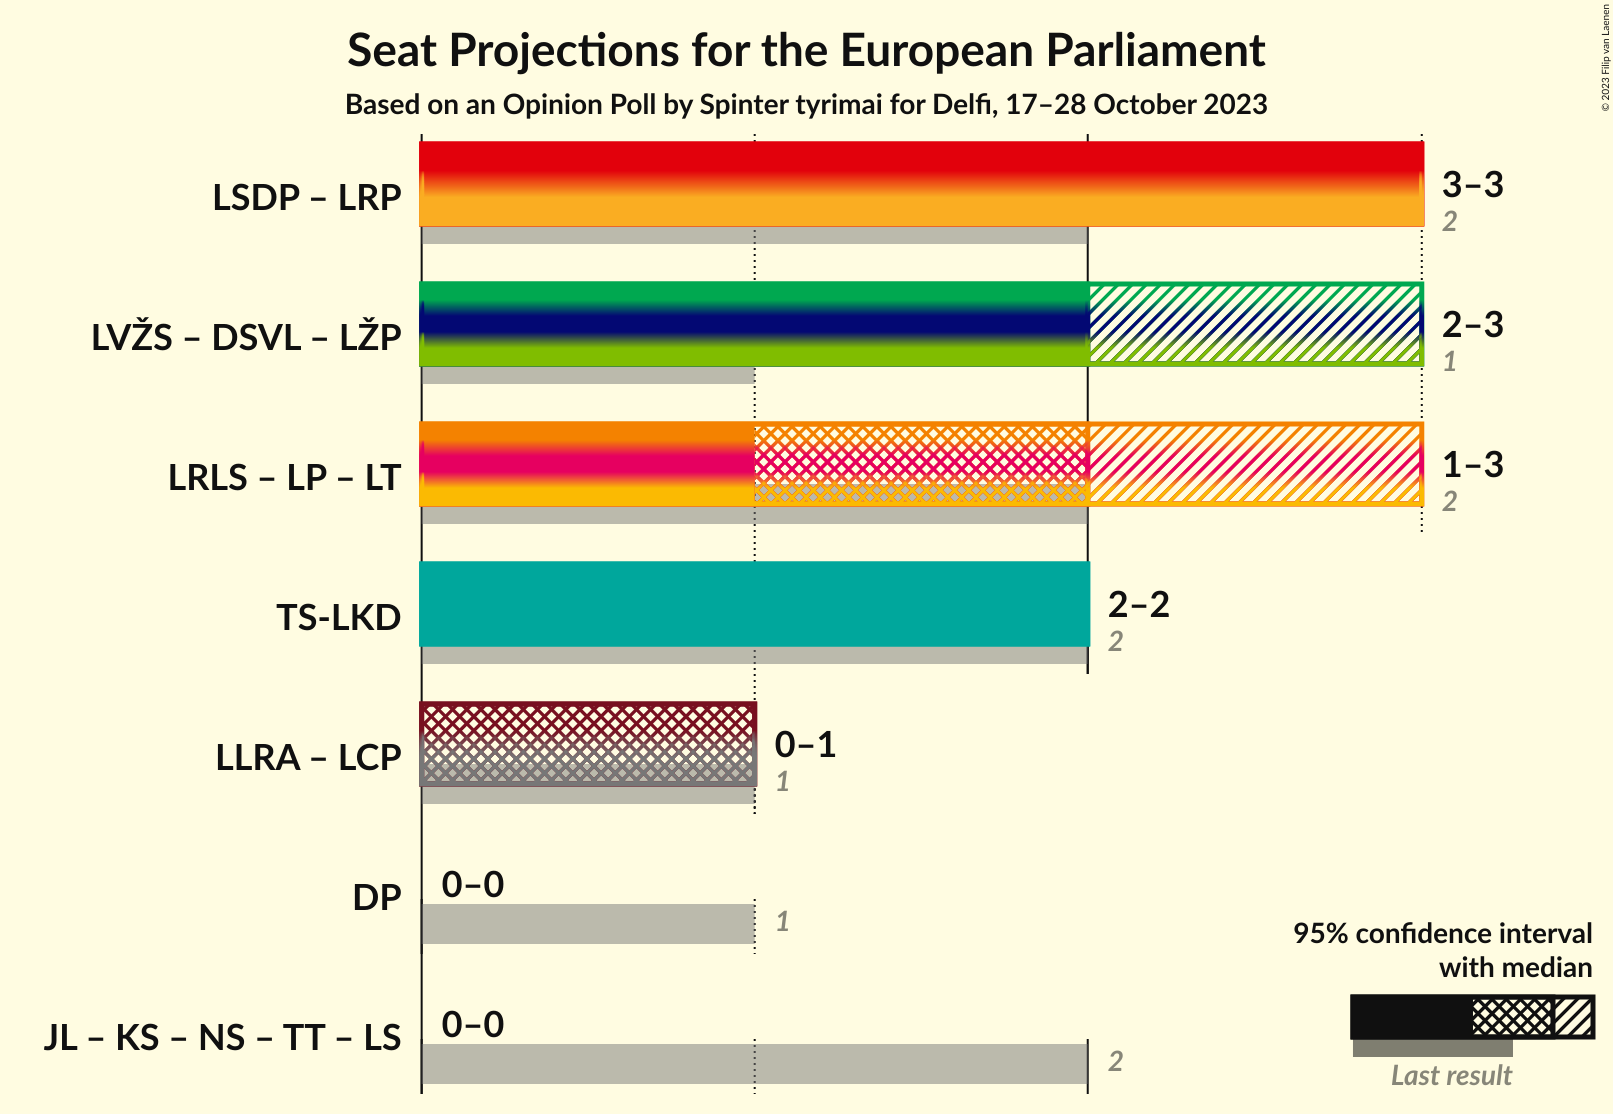 Seat Projections for the European Parliament
Based on an Opinion Poll by Spinter tyrimai for Delfi, 17–28 October 2023
© 2023 Filip van Laenen
LSDP – LRP
3–3
2
LVŽS – DSVL – LŽP
2–3
1
LRLS – LP – LT
1–3
2
TS-LKD
2–2
2
LLRA – LCP
0–1
1
DP
0–0
1
JL – KS – NS – TT – LS
0–0
2
95% confidence interval
with median
Last result